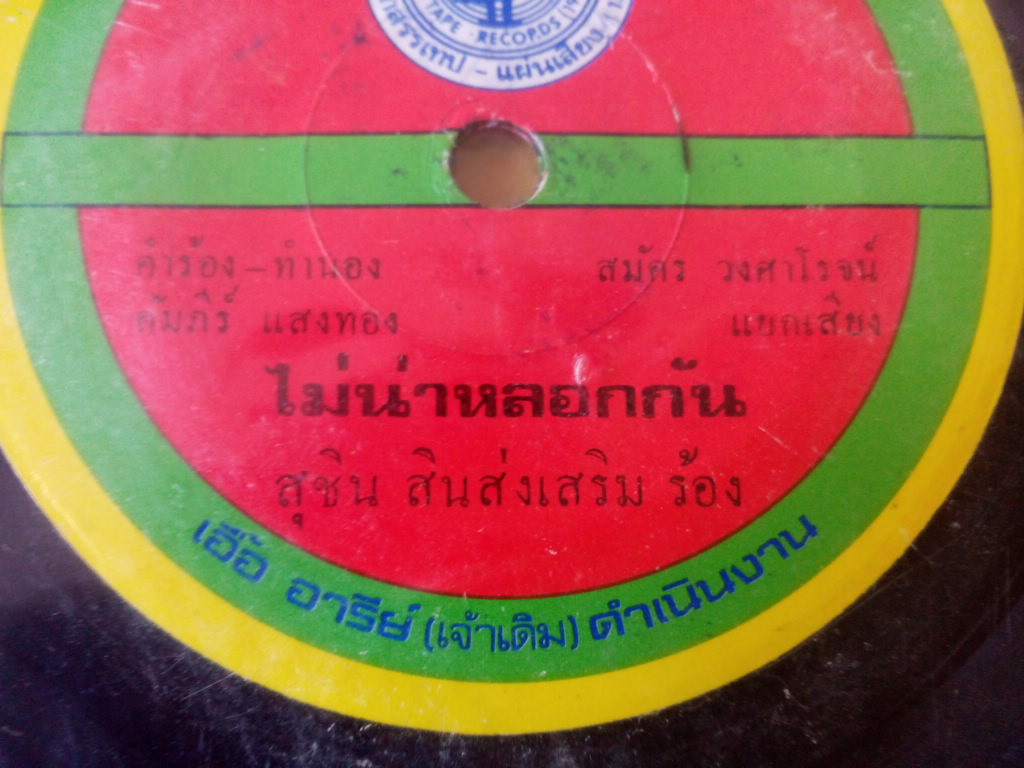 TAPE · RECORDS (19
แผ่นเสียง
คำร้อง – ทำนอง
คัมภีร์ แสงทอง
สมัคร วงศาโรจน์
แยกเสียง
ไม่น่าหลอกกัน
สุชิน สินส่งเสริม ร้อง
เฮือ อารีย์ (เจ้าเดิม) ดำเนินงาน